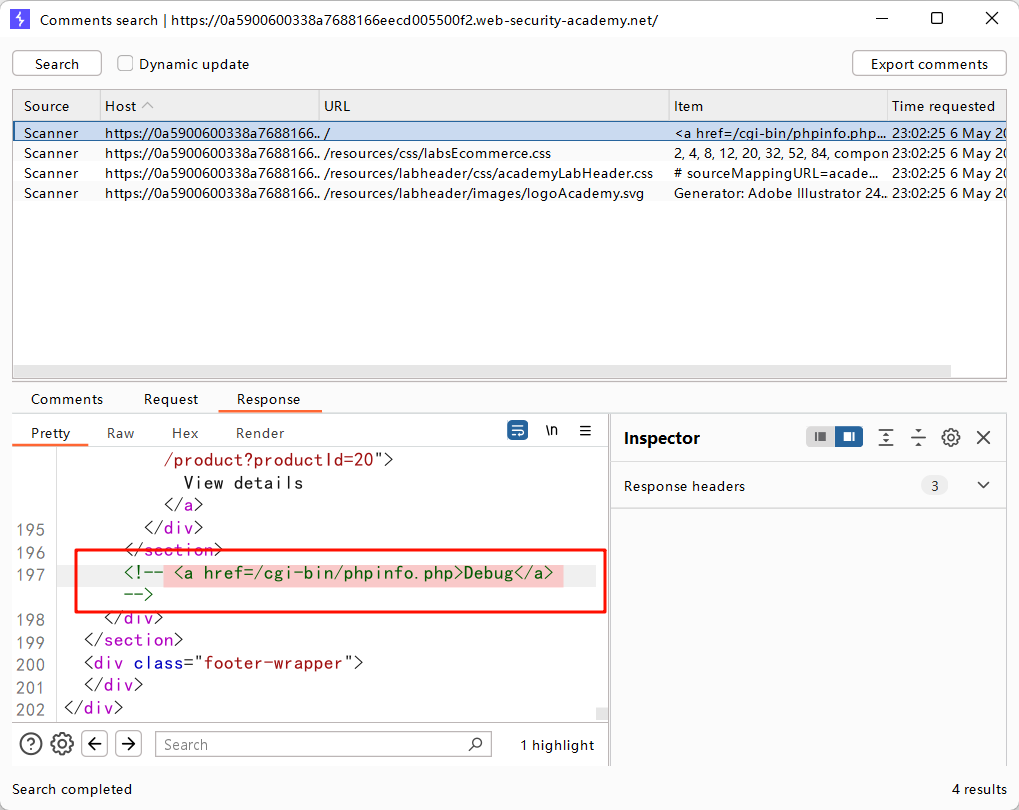 Comments search | https://0a5900600338a7688166eecd005500f2.web-security-academy.net/
Search Dynamic update Export comments
Source Host URL Item Time requested
Scanner https://0a5900600338a7688166... / <a href=/cgi-bin/phpinfo.php... 23:02:25 6 May 20
Scanner https://0a5900600338a7688166... /resources/css/labsEcommerce.css 2, 4, 8, 12, 20, 32, 52, 84, compon 23:02:25 6 May 20
Scanner https://0a5900600338a7688166... /resources/labheader/css/academyLabHeader.css # sourceMappingURL=acade... 23:02:25 6 May 20
Scanner https://0a5900600338a7688166... /resources/labheader/images/logoAcademy.svg Generator: Adobe Illustrator 24... 23:02:25 6 May 20
Comments Request Response
Pretty Raw Hex Render \n
Inspector
Response headers 3
/product?productId=20">
View details
</a>
195 </div>
196 </section>
197 <!-- <a href=/cgi-bin/phpinfo.php>Debug</a>
-->
198 </div>
199 </section>
200 <div class="footer-wrapper">
201 </div>
202 </div>
Search 1 highlight
Search completed 4 results